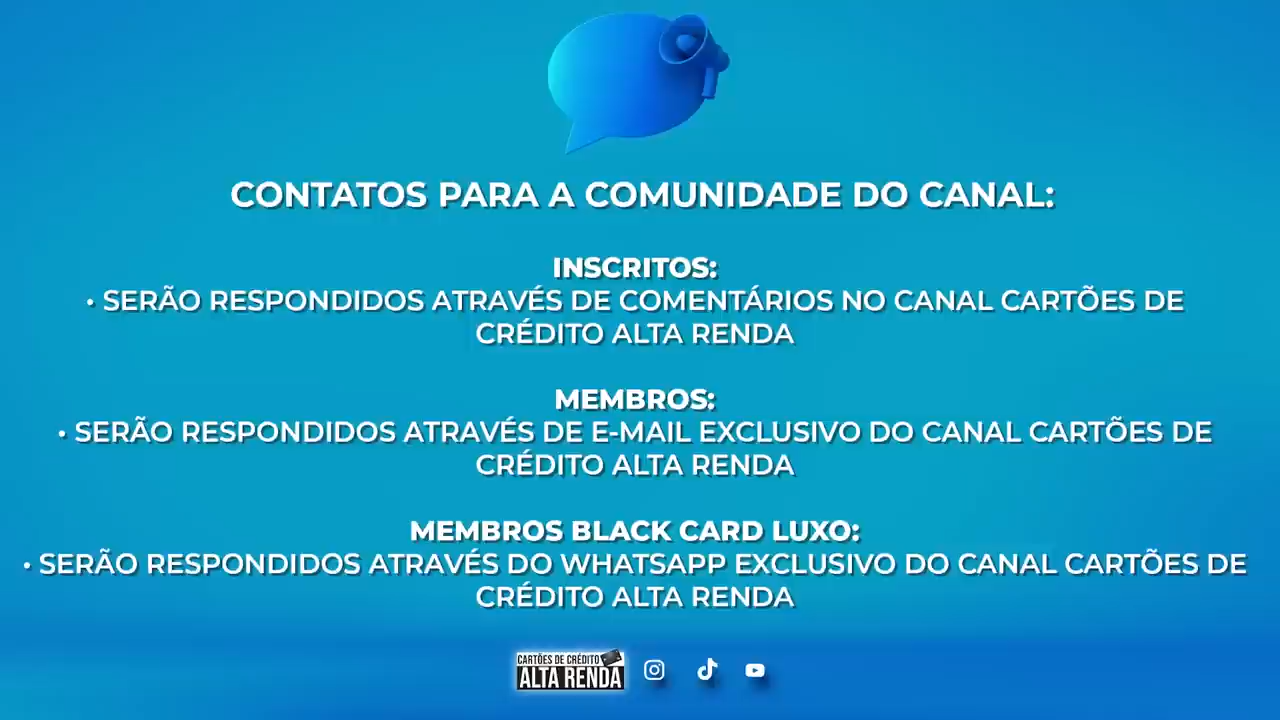 CONTATOS PARA A COMUNIDADE DO CANAL:
INSCRITOS:
• SERÃO RESPONDIDOS ATRAVÉS DE COMENTÁRIOS NO CANAL CARTÕES DE
CRÉDITO ALTA RENDA
MEMBROS:
• SERÃO RESPONDIDOS ATRAVÉS DE E-MAIL EXCLUSIVO DO CANAL CARTÕES DE
CRÉDITO ALTA RENDA
MEMBROS BLACK CARD LUXO:
• SERÃO RESPONDIDOS ATRAVÉS DO WHATSAPP EXCLUSIVO DO CANAL CARTÕES DE
CRÉDITO ALTA RENDA
CARTÕES DE CRÉDITO
ALTA RENDA